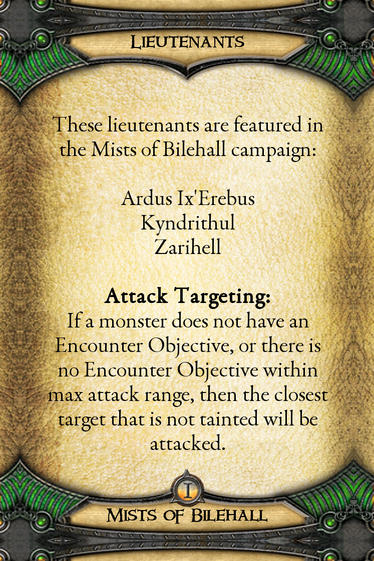 Lieutenants
These lieutenants are featured in
the Mists of Bilehall campaign:
Ardus Ix'Erebus
Kyndrithul
Zarihell
Attack Targeting:
If a monster does not have an
Encounter Objective, or there is
no Encounter Objective within
max attack range, then the closest
target that is not tainted will be
attacked.
I
Mists of Bilehall